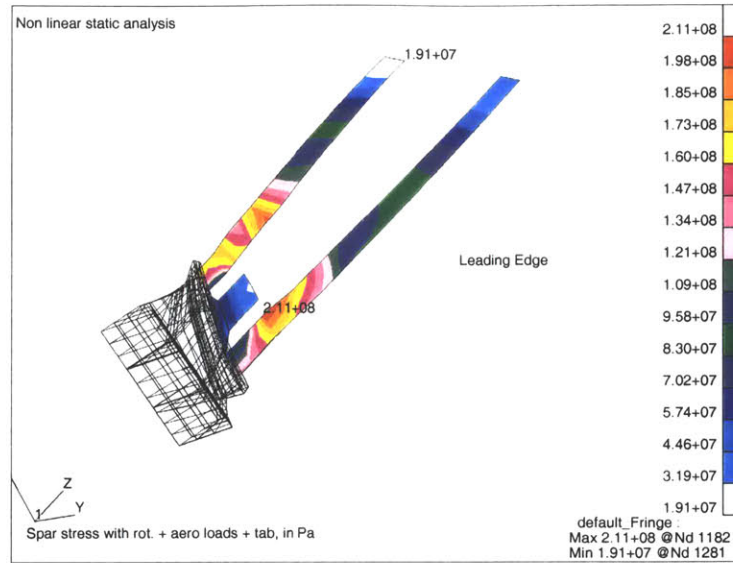 Non linear static analysis
1.91+07
Leading Edge
2.11+08
2.11+08
1.98+08
1.85+08
1.73+08
1.60+08
1.47+08
1.34+08
1.21+08
1.09+08
9.58+07
8.30+07
7.02+07
5.74+07
4.46+07
3.19+07
1.91+07
Z
1 Y
Spar stress with rot. + aero loads + tab, in Pa
default_Fringe :
Max 2.11+08 @Nd 1182
Min 1.91+07 @Nd 1281